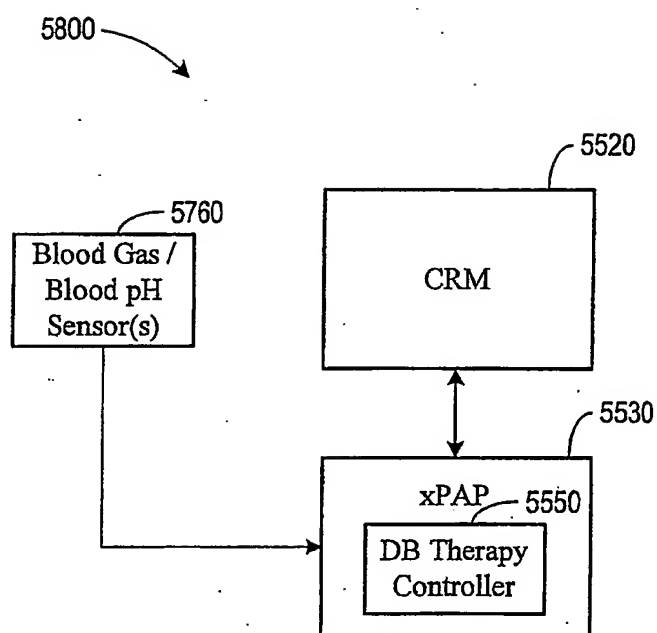 5800
5520
5760
Blood Gas /
Blood pH
Sensor(s)
CRM
5530
xPAP
5550
DB Therapy
Controller